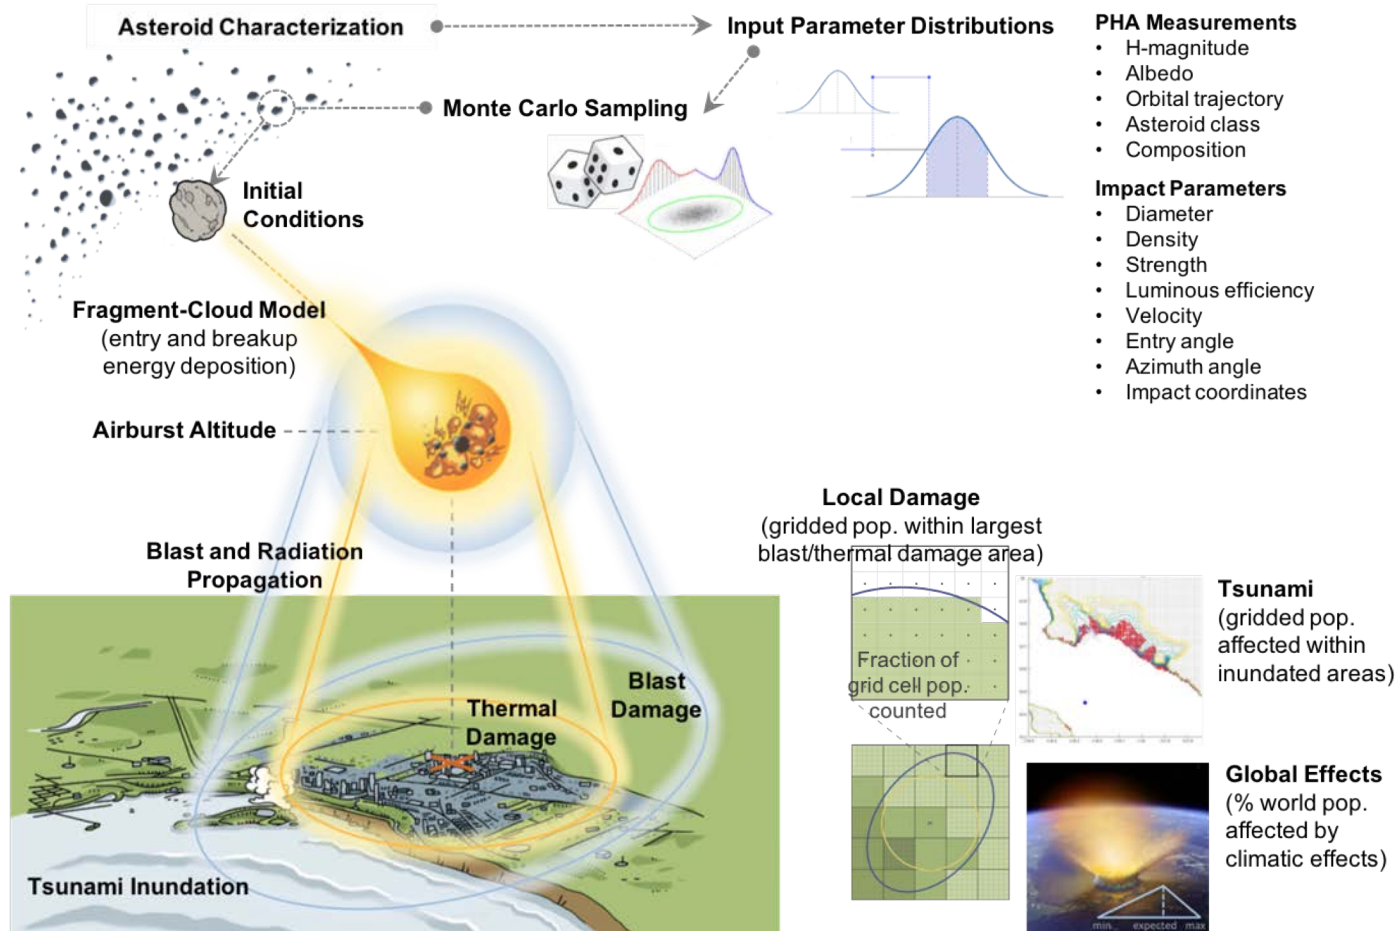 Asteroid Characterization
Input Parameter Distributions
Monte Carlo Sampling
Initial
Conditions
Fragment-Cloud Model
(entry and breakup
energy deposition)
Airburst Altitude
Blast and Radiation
Propagation
Blast
Damage
Thermal
Damage
Tsunami Inundation
PHA Measurements
• H-magnitude
• Albedo
• Orbital trajectory
• Asteroid class
• Composition
Impact Parameters
• Diameter
• Density
• Strength
• Luminous efficiency
• Velocity
• Entry angle
• Azimuth angle
• Impact coordinates
Local Damage
(gridded pop. within largest
blast/thermal damage area)
Fraction of
grid cell pop.
counted
Tsunami
(gridded pop.
affected within
inundated areas)
Global Effects
(% world pop.
affected by
climatic effects)
min expected max